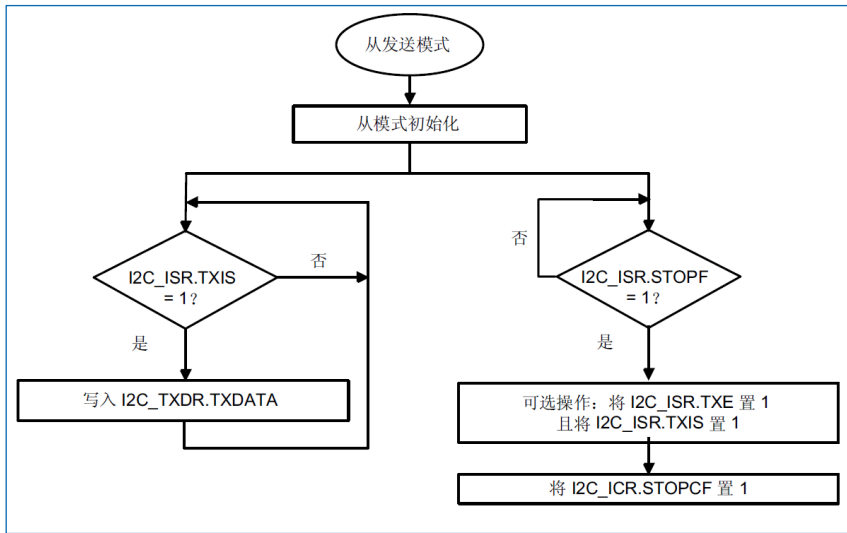 从发送模式
从模式初始化
I2C_ISR.TXIS
= 1?
否
是
写入 I2C_TXDR.TXDATA
否
I2C_ISR.STOPF
= 1?
是
可选操作：将 I2C_ISR.TXE 置 1
且将 I2C_ISR.TXIS 置 1
将 I2C_ICR.STOPCF 置 1